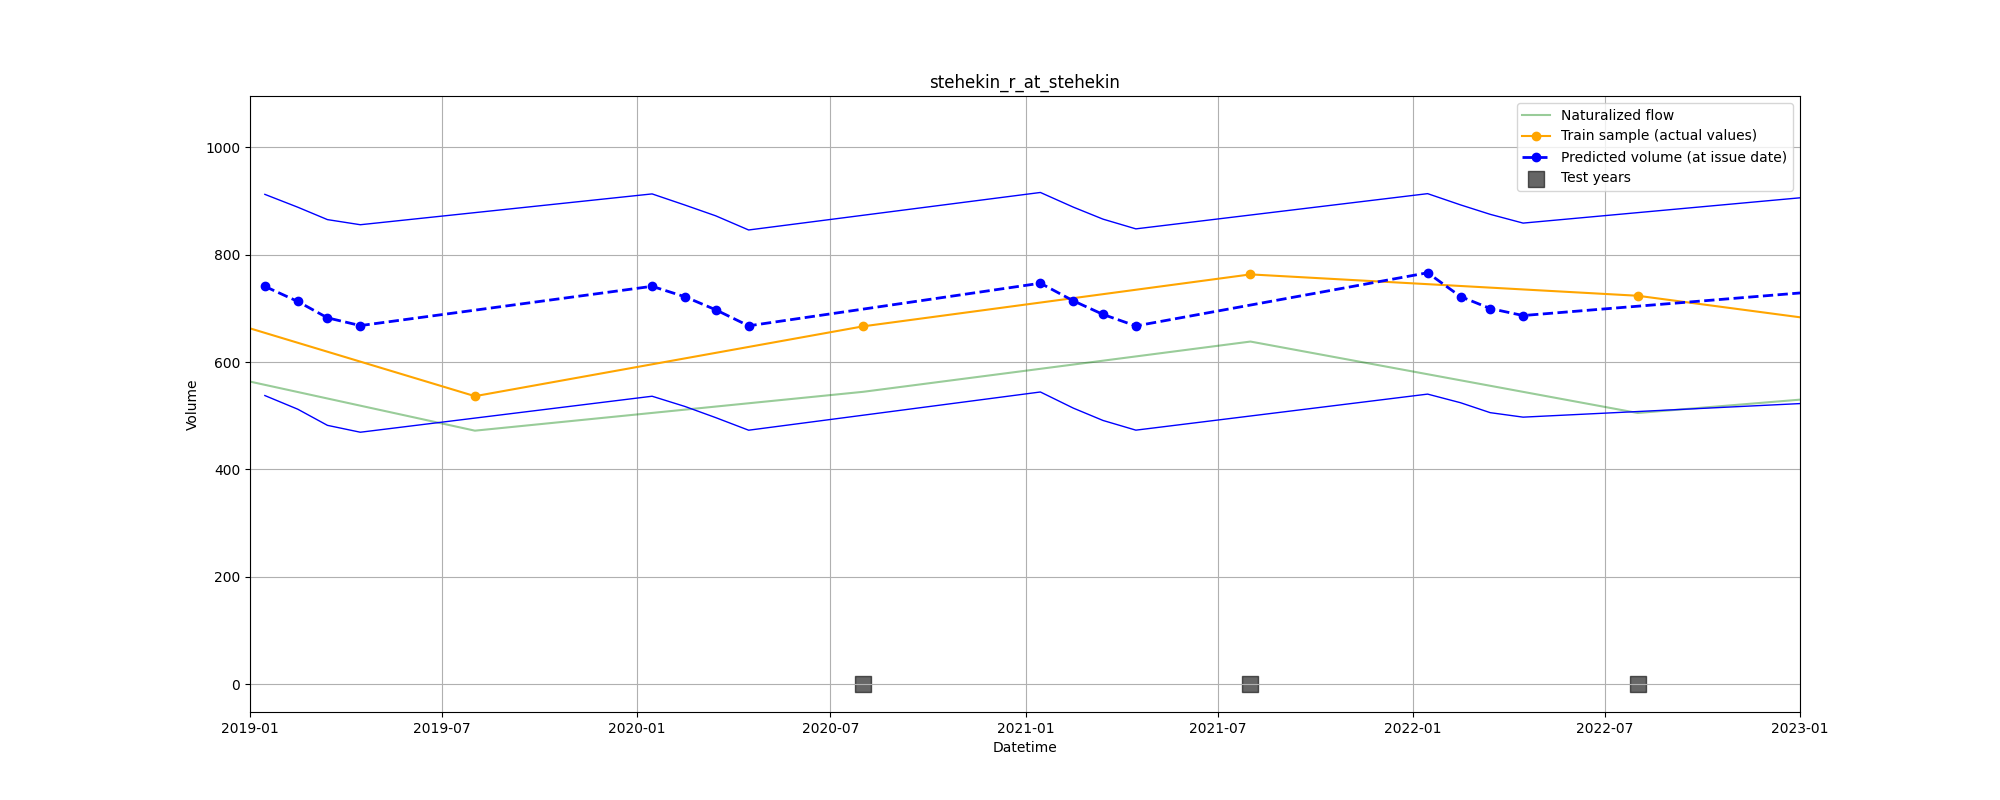 stehekin_r_at_stehekin
Naturalized flow
Train sample (actual values)
Predicted volume (at issue date)
Test years
1000
800
600
400
200
0
Volume
2019-01 2019-07 2020-01 2020-07 2021-01 2021-07 2022-01 2022-07 2023-01
Datetime